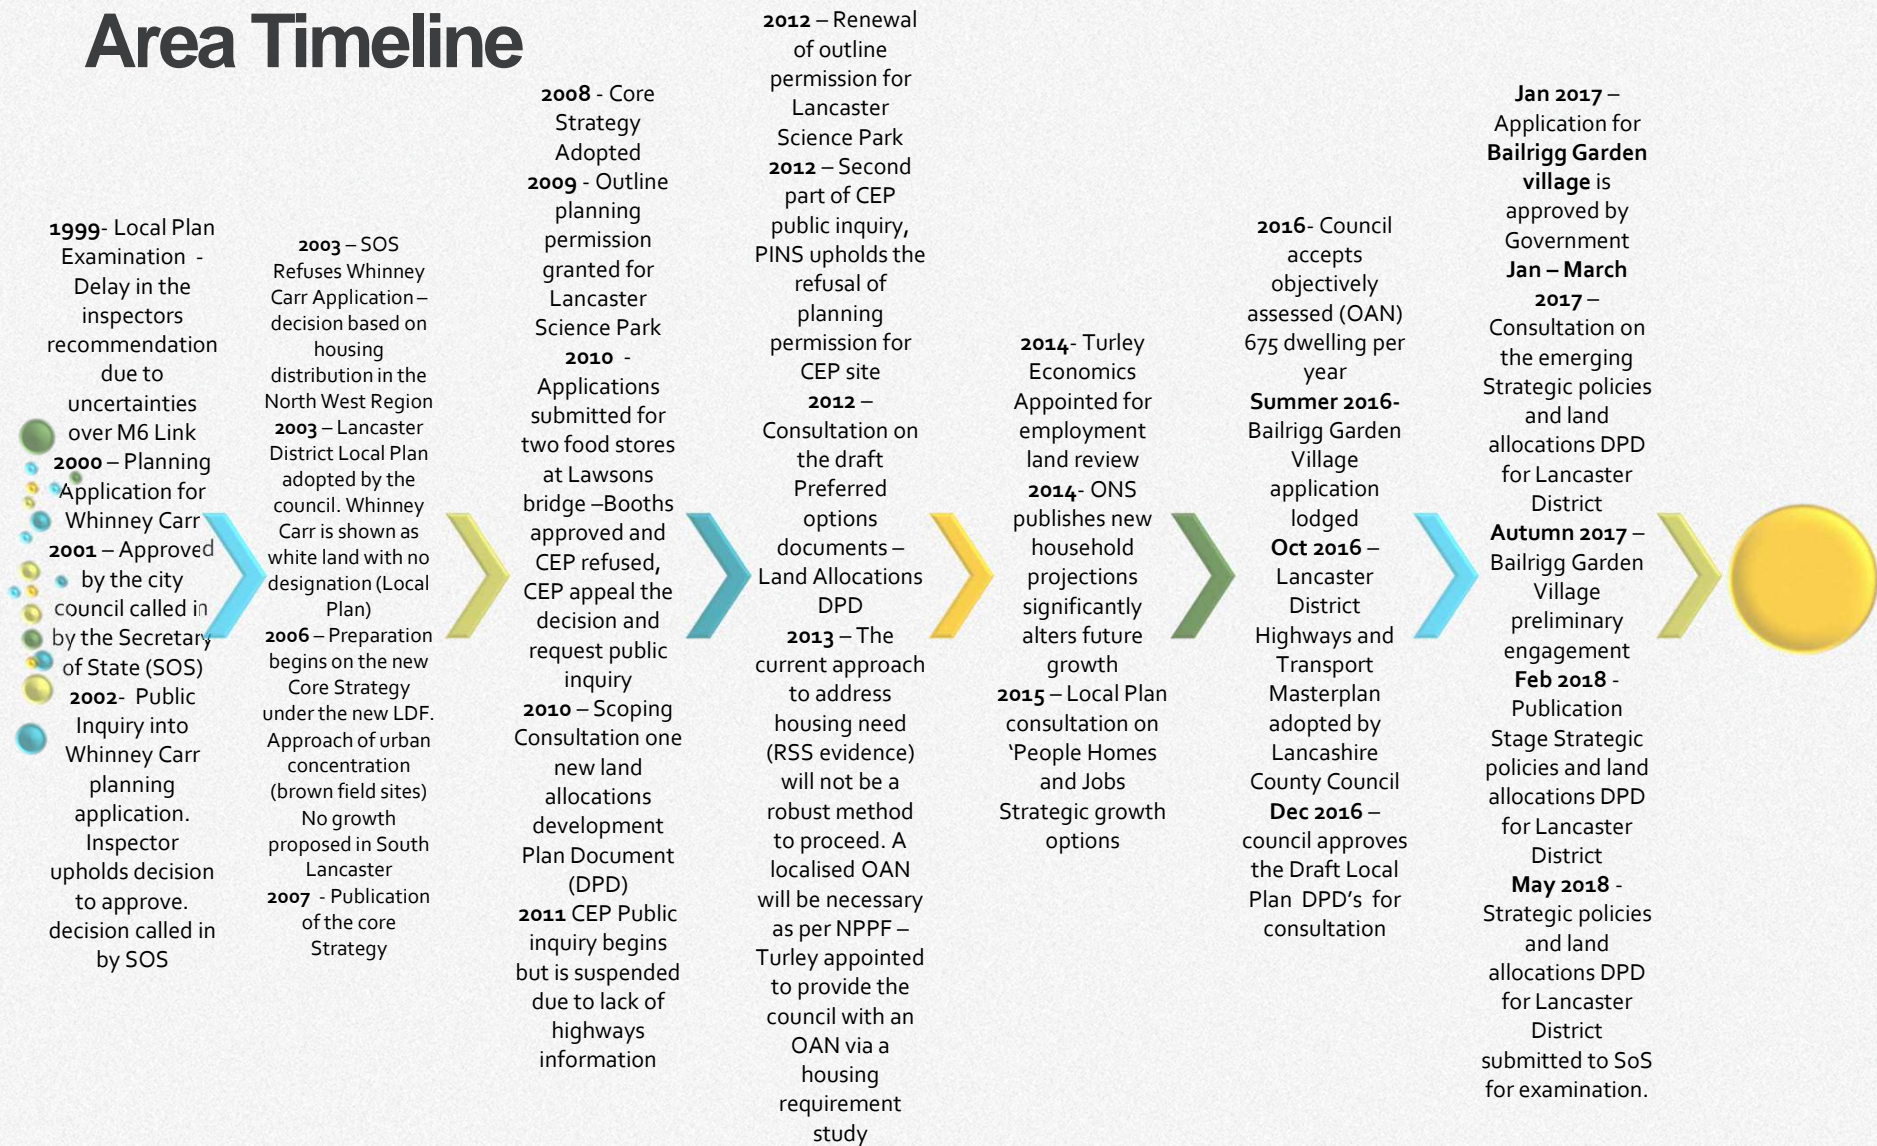 Area Timeline
1999- Local Plan
Examination -
Delay in the
inspectors
recommendation
due to
uncertainties
over M6 Link
2000 – Planning
Application for
Whinney Carr
2001 – Approved
by the city
council called in
by the Secretary
of State (SOS)
2002- Public
Inquiry into
Whinney Carr
planning
application.
Inspector
upholds decision
to approve.
decision called in
by SOS
2003 – SOS
Refuses Whinney
Carr Application –
decision based on
housing
distribution in the
North West Region
2003 – Lancaster
District Local Plan
adopted by the
council. Whinney
Carr is shown as
white land with no
designation (Local
Plan)
2006 – Preparation
begins on the new
Core Strategy
under the new LDF.
Approach of urban
concentration
(brown field sites)
No growth
proposed in South
Lancaster
2007 - Publication
of the core
Strategy
2008 - Core
Strategy
Adopted
2009 - Outline
planning
permission
granted for
Lancaster
Science Park
2010 -
Applications
submitted for
two food stores
at Lawsons
bridge –Booths
approved and
CEP refused,
CEP appeal the
decision and
request public
inquiry
2010 – Scoping
Consultation one
new land
allocations
development
Plan Document
(DPD)
2011 CEP Public
inquiry begins
but is suspended
due to lack of
highways
information
2012 – Renewal
of outline
permission for
Lancaster
Science Park
2012 – Second
part of CEP
public inquiry,
PINS upholds the
refusal of
planning
permission for
CEP site
2012 –
Consultation on
the draft
Preferred
options
documents –
Land Allocations
DPD
2013 – The
current approach
to address
housing need
(RSS evidence)
will not be a
robust method
to proceed. A
localised OAN
will be necessary
as per NPPF –
Turley appointed
to provide the
council with an
OAN via a
housing
requirement
study
2014- Turley
Economics
Appointed for
employment
land review
2014- ONS
publishes new
household
projections
significantly
alters future
growth
2015 – Local Plan
consultation on
‘People Homes
and Jobs
Strategic growth
options
2016- Council
accepts
objectively
assessed (OAN)
675 dwelling per
year
Summer 2016-
Bailrigg Garden
Village
application
lodged
Oct 2016 –
Lancaster
District
Highways and
Transport
Masterplan
adopted by
Lancashire
County Council
Dec 2016 –
council approves
the Draft Local
Plan DPD’s for
consultation
Jan 2017 –
Application for
Bailrigg Garden
village is
approved by
Government
Jan – March
2017 –
Consultation on
the emerging
Strategic policies
and land
allocations DPD
for Lancaster
District
Autumn 2017 –
Bailrigg Garden
Village
preliminary
engagement
Feb 2018 -
Publication
Stage Strategic
policies and land
allocations DPD
for Lancaster
District
May 2018 -
Strategic policies
and land
allocations DPD
for Lancaster
District
submitted to SoS
for examination.